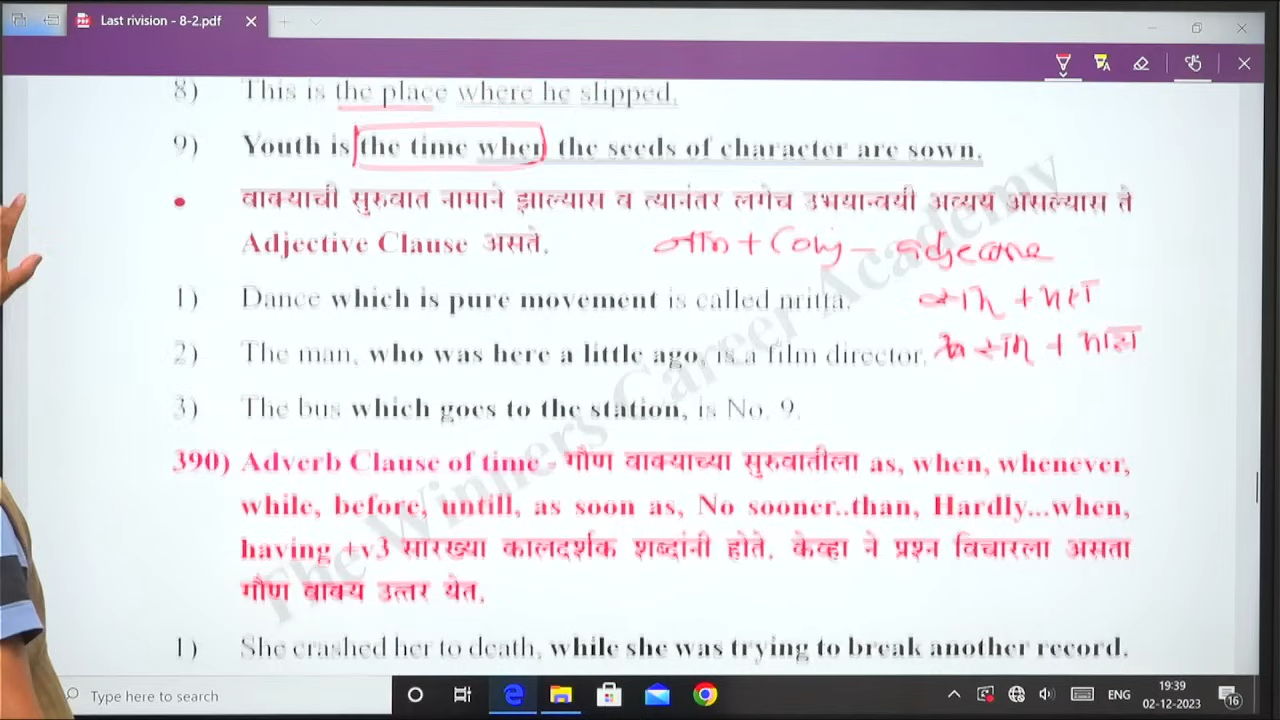 Last rivision - 8-2.pdf
8) This is the place where he slipped.
9) Youth is the time when the seeds of character are sown.
• वाक्याची सुरुवात नामाने झाल्यास व त्यानंतर लगेच उभयान्वयी अव्यय असल्यास ते
Adjective Clause असते.
नाम + Conj –
1) Dance which is pure movement is called nritta.
2) The man, who was here a little ago, is a film director.
3) The bus which goes to the station, is No. 9.
390) Adverb Clause of time - गौण वाक्याच्या सुरुवातीला as, when, whenever,
while, before, untill, as soon as, No sooner..than, Hardly...when,
having +v3 सारख्या कालदर्शक शब्दांनी होते. केव्हा ने प्रश्न विचारला असता
गौण वाक्य उत्तर येत.
1) She crashed her to death, while she was trying to break another record.
The Winners Career Academy
Type here to search
ENG
19:39
02-12-2023
16